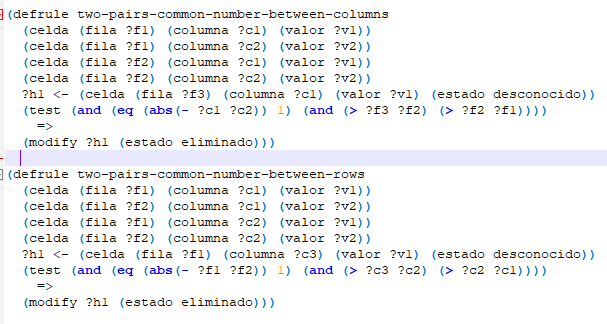 (defrule two-pairs-common-number-between-columns
(celda (fila ?f1) (columna ?c1) (valor ?v1))
(celda (fila ?f1) (columna ?c2) (valor ?v2))
(celda (fila ?f2) (columna ?c1) (valor ?v1))
(celda (fila ?f2) (columna ?c2) (valor ?v2))
?h1 <- (celda (fila ?f3) (columna ?c1) (valor ?v1) (estado desconocido))
(test (and (eq (abs(- ?c1 ?c2)) 1) (and (> ?f3 ?f2) (> ?f2 ?f1))))
=>
(modify ?h1 (estado eliminado)))
(defrule two-pairs-common-number-between-rows
(celda (fila ?f1) (columna ?c1) (valor ?v1))
(celda (fila ?f2) (columna ?c1) (valor ?v2))
(celda (fila ?f1) (columna ?c2) (valor ?v1))
(celda (fila ?f2) (columna ?c2) (valor ?v2))
?h1 <- (celda (fila ?f1) (columna ?c3) (valor ?v1) (estado desconocido))
(test (and (eq (abs(- ?f1 ?f2)) 1) (and (> ?c3 ?c2) (> ?c2 ?c1))))
=>
(modify ?h1 (estado eliminado)))